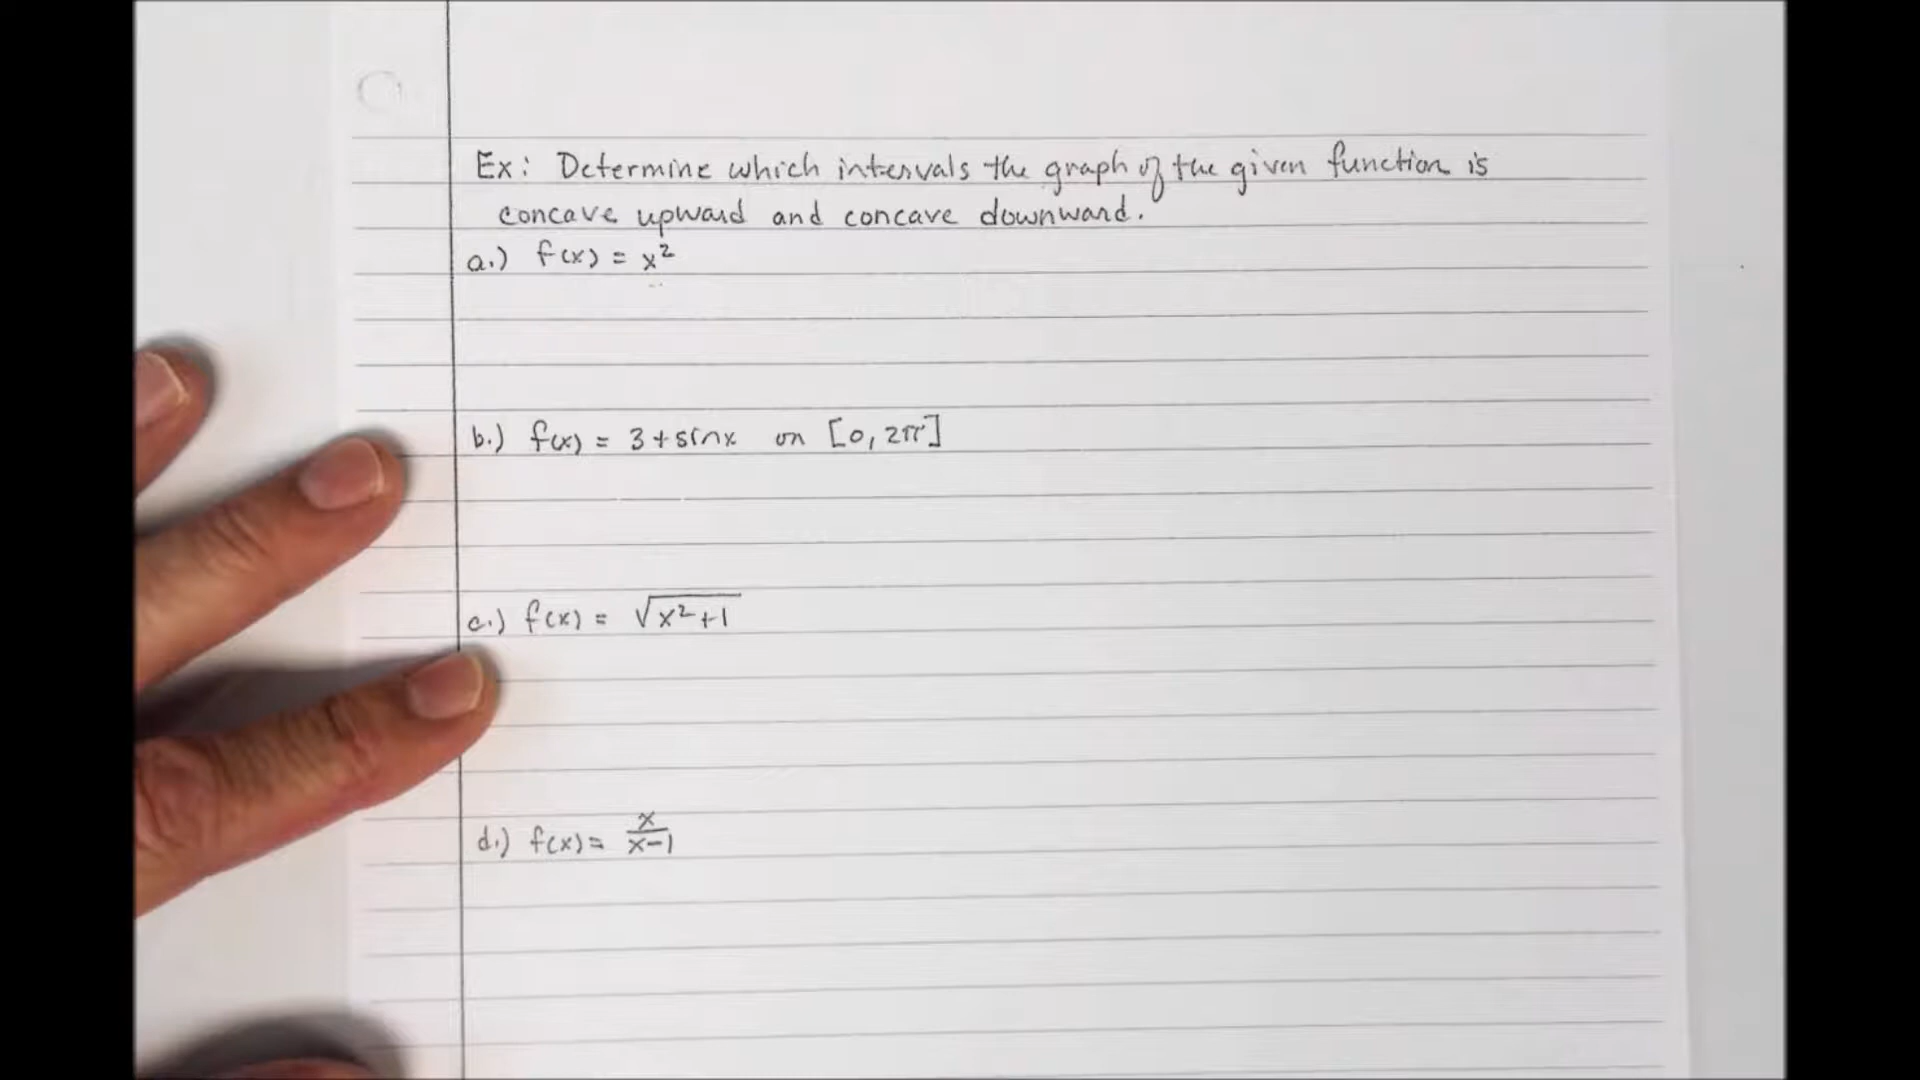 Ex: Determine which intervals the graph of the given function is
concave upward and concave downward.
a.) f(x) = x²
b.) f(x) = 3 + sinx on [0, 2π]
c.) f(x) = √(x²+1)
d.) f(x) = x/(x-1)